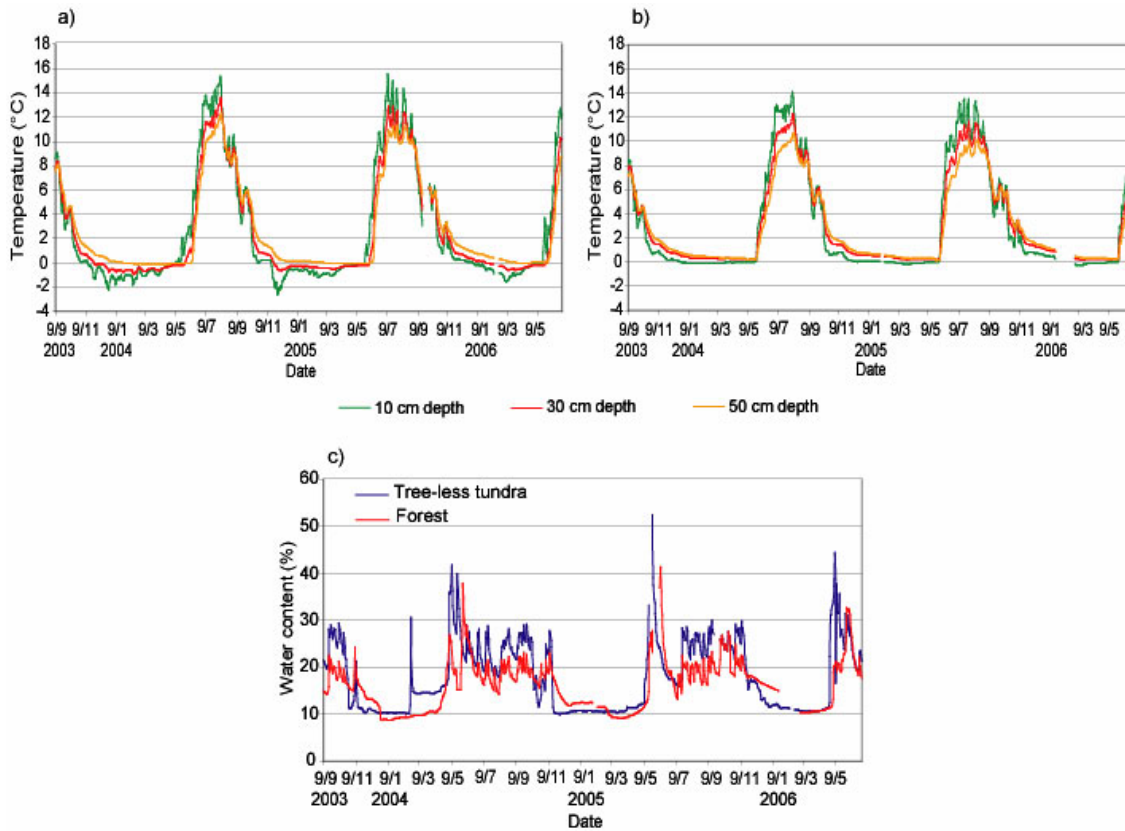 a)
18
16
14
12
10
8
6
4
2
0
-2
-4
Temperature (°C)
9/9 9/11 9/1 9/3 9/5 9/7 9/9 9/11 9/1 9/3 9/5 9/7 9/9 9/11 9/1 9/3 9/5
2003 2004 2005 2006
Date
b)
18
16
14
12
10
8
6
4
2
0
-2
-4
Temperature (°C)
9/9 9/11 9/1 9/3 9/5 9/7 9/9 9/11 9/1 9/3 9/5 9/7 9/9 9/11 9/1 9/3 9/5
2003 2004 2005 2006
Date
10 cm depth 30 cm depth 50 cm depth
c)
60
50
40
30
20
10
0
Water content (%)
Tree-less tundra
Forest
9/9 9/11 9/1 9/3 9/5 9/7 9/9 9/11 9/1 9/3 9/5 9/7 9/9 9/11 9/1 9/5
2003 2004 2005 2006
Date